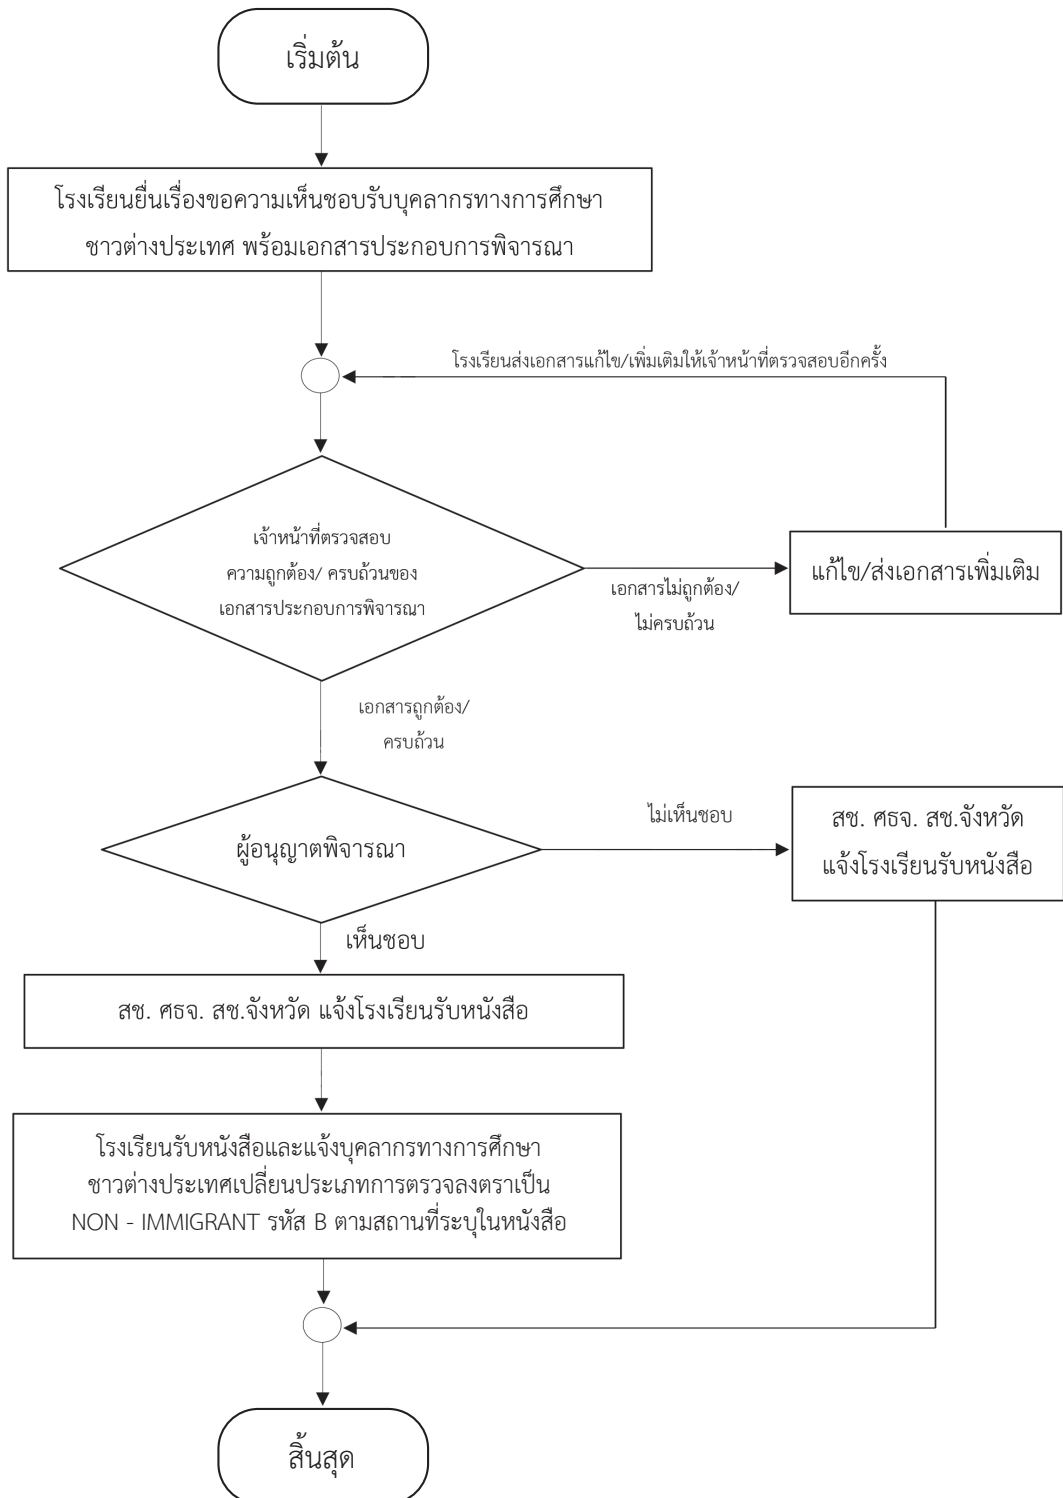 เริ่มต้น
โรงเรียนยื่นเรื่องขอความเห็นชอบรับบุคลากรทางการศึกษา
ชาวต่างประเทศ พร้อมเอกสารประกอบการพิจารณา
โรงเรียนส่งเอกสารแก้ไข/เพิ่มเติมให้เจ้าหน้าที่ตรวจสอบอีกครั้ง
เจ้าหน้าที่ตรวจสอบ
ความถูกต้อง/ ครบถ้วนของ
เอกสารประกอบการพิจารณา
เอกสารไม่ถูกต้อง/
ไม่ครบถ้วน
แก้ไข/ส่งเอกสารเพิ่มเติม
เอกสารถูกต้อง/
ครบถ้วน
ผู้อนุญาตพิจารณา
ไม่เห็นชอบ
สช. ศธจ. สช.จังหวัด
แจ้งโรงเรียนรับหนังสือ
เห็นชอบ
สช. ศธจ. สช.จังหวัด แจ้งโรงเรียนรับหนังสือ
โรงเรียนรับหนังสือและแจ้งบุคลากรทางการศึกษา
ชาวต่างประเทศเปลี่ยนประเภทการตรวจลงตราเป็น
NON - IMMIGRANT รหัส B ตามสถานที่ระบุในหนังสือ
สิ้นสุด